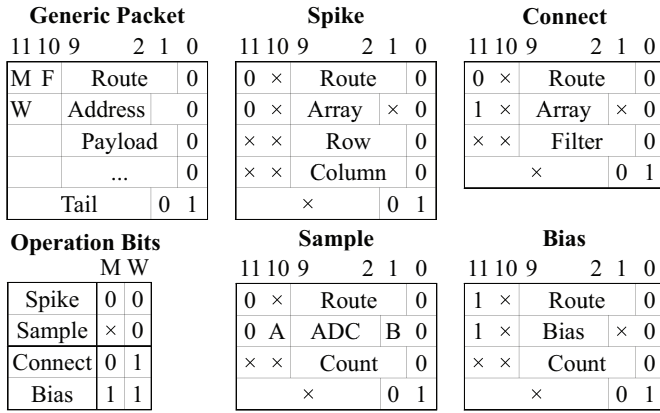 Generic Packet
11 10 9 2 1 0
M F Route 0
W Address 0
Payload 0
... 0
Tail 0 1
Spike
11 10 9 2 1 0
0 × Route 0
0 × Array × 0
× × Row 0
× × Column 0
× 0 1
Connect
11 10 9 2 1 0
0 × Route 0
1 × Array × 0
× × Filter 0
× 0 1
Operation Bits
M W
Spike 0 0
Sample × 0
Connect 0 1
Bias 1 1
Sample
11 10 9 2 1 0
0 × Route 0
0 A ADC B 0
× × Count 0
× 0 1
Bias
11 10 9 2 1 0
1 × Route 0
1 × Bias × 0
× × Count 0
× 0 1